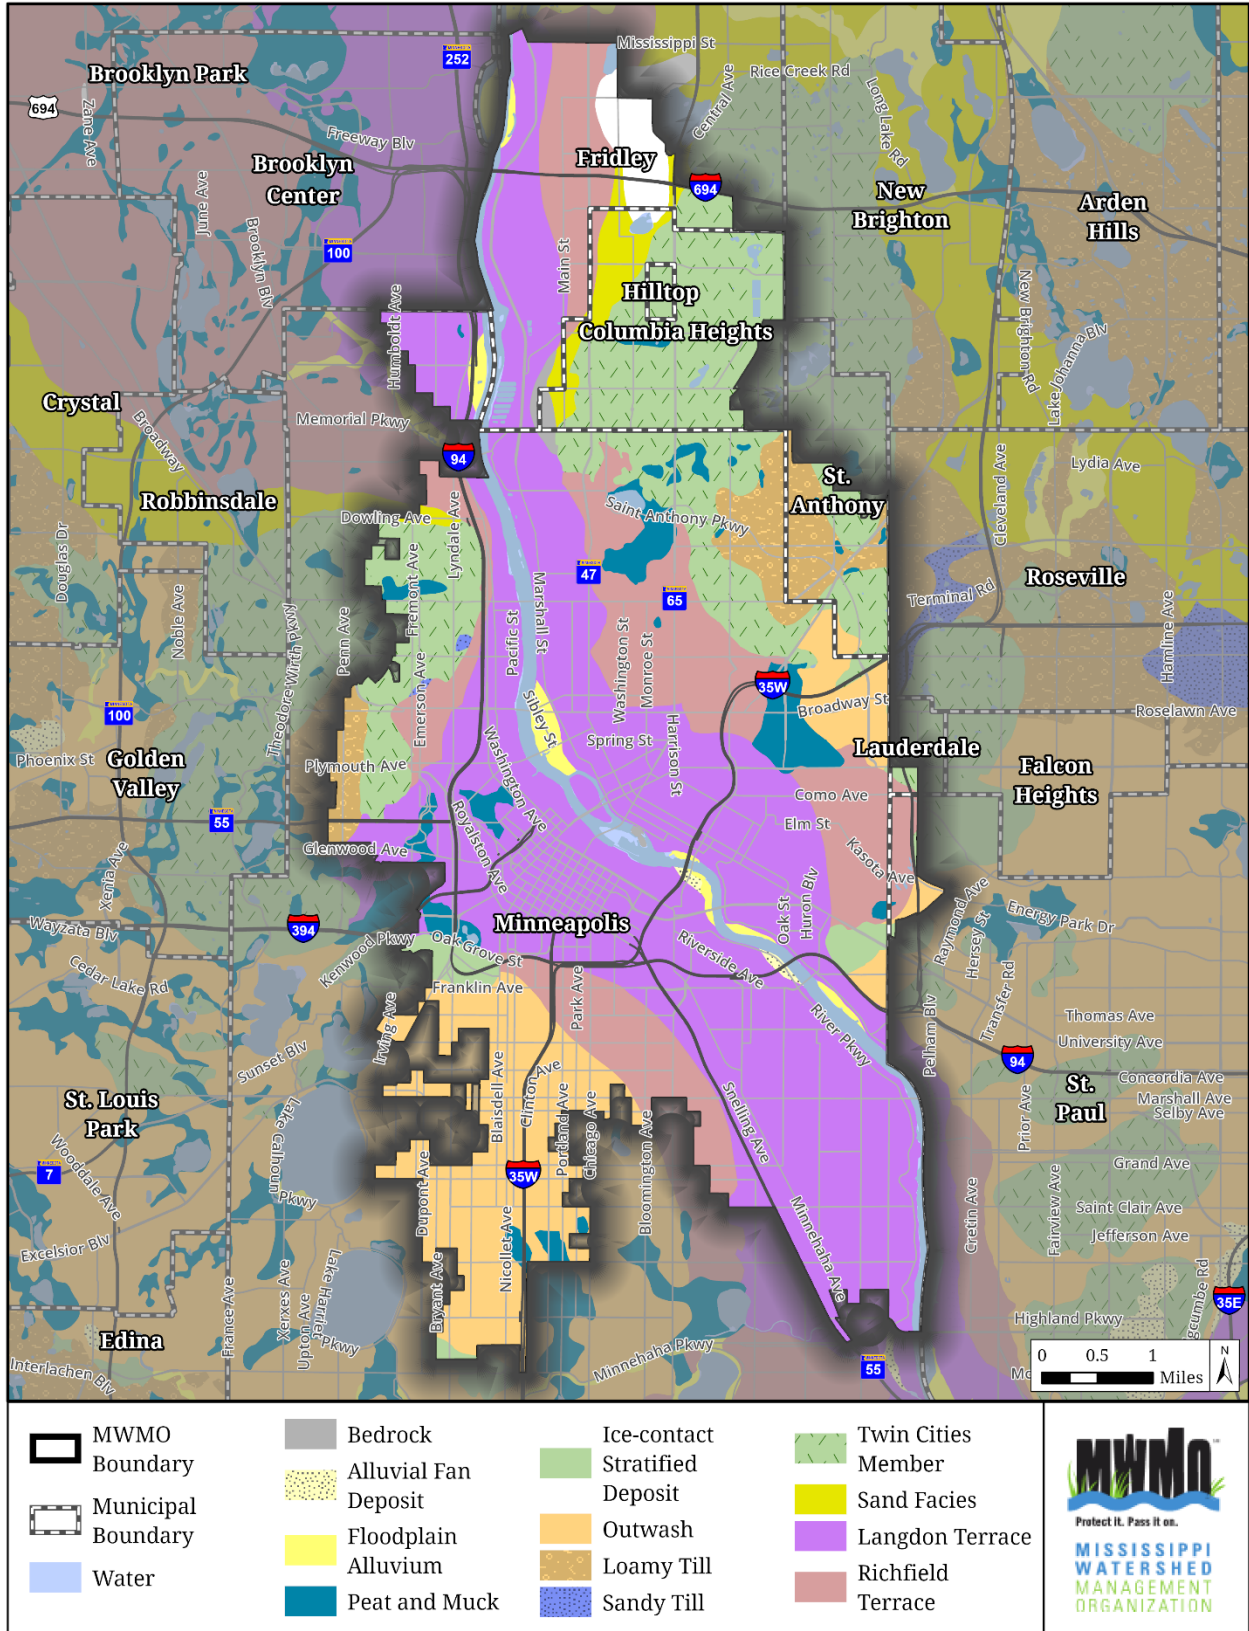 Mississippi St
252
Rice Creek Rd
Brooklyn Park
694
Zane Ave
Central Ave
Long Lake Rd
Freeway Blv
Fridley
Brooklyn
Center
694
New
Brighton
Arden
Hills
June Ave
Brooklyn Blv
100
Main St
Hilltop
Columbia Heights
Humboldt Ave
New Brighton Rd
Lake Johanna Blv
Crystal
Memorial Pkwy
Broadway
94
Cleveland Ave
Lydia Ave
St.
Anthony
Robbinsdale
Dowling Ave
Lyndale Ave
Saint Anthony Pkwy
Douglas Dr
Noble Ave
47
65
Roseville
Terminal Rd
Fremont Ave
Marshall St
Pacific St
Theodore Wirth Pkwy
Penn Ave
Washington St
Monroe St
Hamline Ave
35W
Emerson Ave
Sibley St
Broadway St
Roselawn Ave
100
Phoenix St
Golden
Valley
Plymouth Ave
Washington Ave
Spring St
Harrison St
Lauderdale
Falcon
Heights
Como Ave
Elm St
55
Royalston Ave
Glenwood Ave
Kasota Ave
Xenia Ave
Huron Blv
Oak St
Raymond Ave
Hersey St
Energy Park Dr
Wayzata Blv
394
Kenwood Pkwy
Minneapolis
Oak Grove St
Riverside Ave
Cedar Lake Rd
Franklin Ave
Park Ave
River Pkwy
Transfer Rd
Pelham Blv
Thomas Ave
University Ave
94
Irving Ave
Sunset Blv
Blaisdell Ave
Clinton Ave
Portland Ave
Chicago Ave
Bloomington Ave
Snelling Ave
Concordia Ave
St.
Paul
Marshall Ave
Selby Ave
Prior Ave
St. Louis
Park
Lake Calhoun
Pkwy
Wooddale Ave
7
35W
Grand Ave
Dupont Ave
Nicollet Ave
Minnehaha Ave
Cretin Ave
Fairview Ave
Saint Clair Ave
Jefferson Ave
Excelsior Blv
France Ave
Xerxes Ave
Upton Ave
Lake Harriet
Pkwy
Bryant Ave
35E
Edina
Interlachen Blv
Minnehaha Pkwy
55
Highland Pkwy
0 0.5 1
Miles
N
MWMO
Boundary
Municipal
Boundary
Water
Bedrock
Alluvial Fan
Deposit
Floodplain
Alluvium
Peat and Muck
Ice-contact
Stratified
Deposit
Outwash
Loamy Till
Sandy Till
Twin Cities
Member
Sand Facies
Langdon Terrace
Richfield
Terrace
MWMO
Protect it. Pass it on.
MISSISSIPPI
WATERSHED
MANAGEMENT
ORGANIZATION